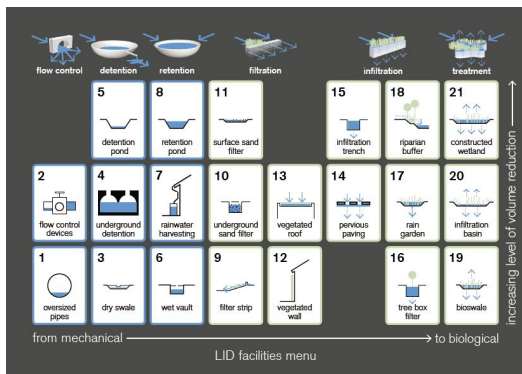 flow control
detention
retention
filtration
infiltration
treatment
5
detention
pond
8
retention
pond
11
surface sand
filter
15
infiltration
trench
18
riparian
buffer
21
constructed
wetland
2
flow control
devices
4
underground
detention
7
rainwater
harvesting
10
underground
sand filter
13
vegetated
roof
14
pervious
paving
17
rain
garden
20
infiltration
basin
1
oversized
pipes
3
dry swale
6
wet vault
9
filter strip
12
vegetated
wall
16
tree box
filter
19
bioswale
increasing level of volume reduction
from mechanical
to biological
LID facilities menu